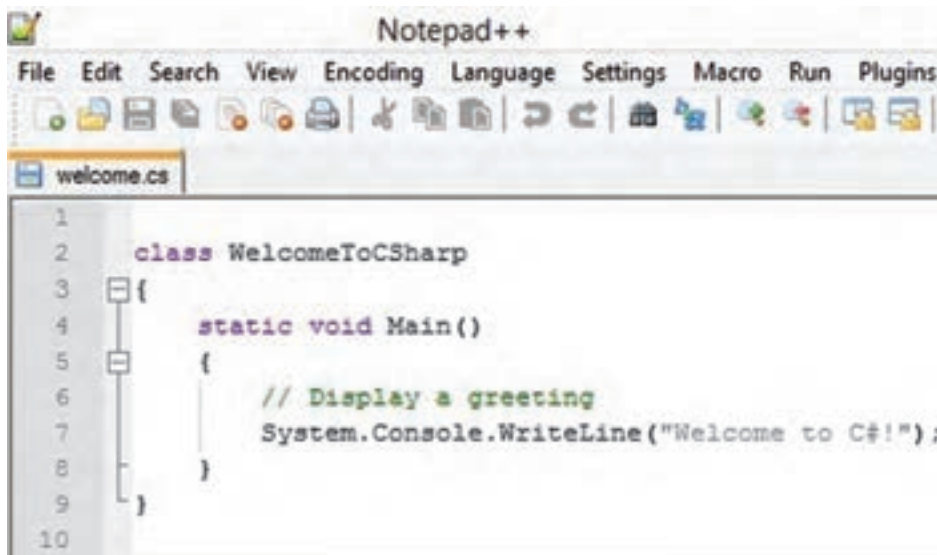 Notepad++
File Edit Search View Encoding Language Settings Macro Run Plugins
welcome.cs
1
2 class WelcomeToCSharp
3 {
4 static void Main()
5 {
6 // Display a greeting
7 System.Console.WriteLine("Welcome to C#!");
8 }
9 }
10